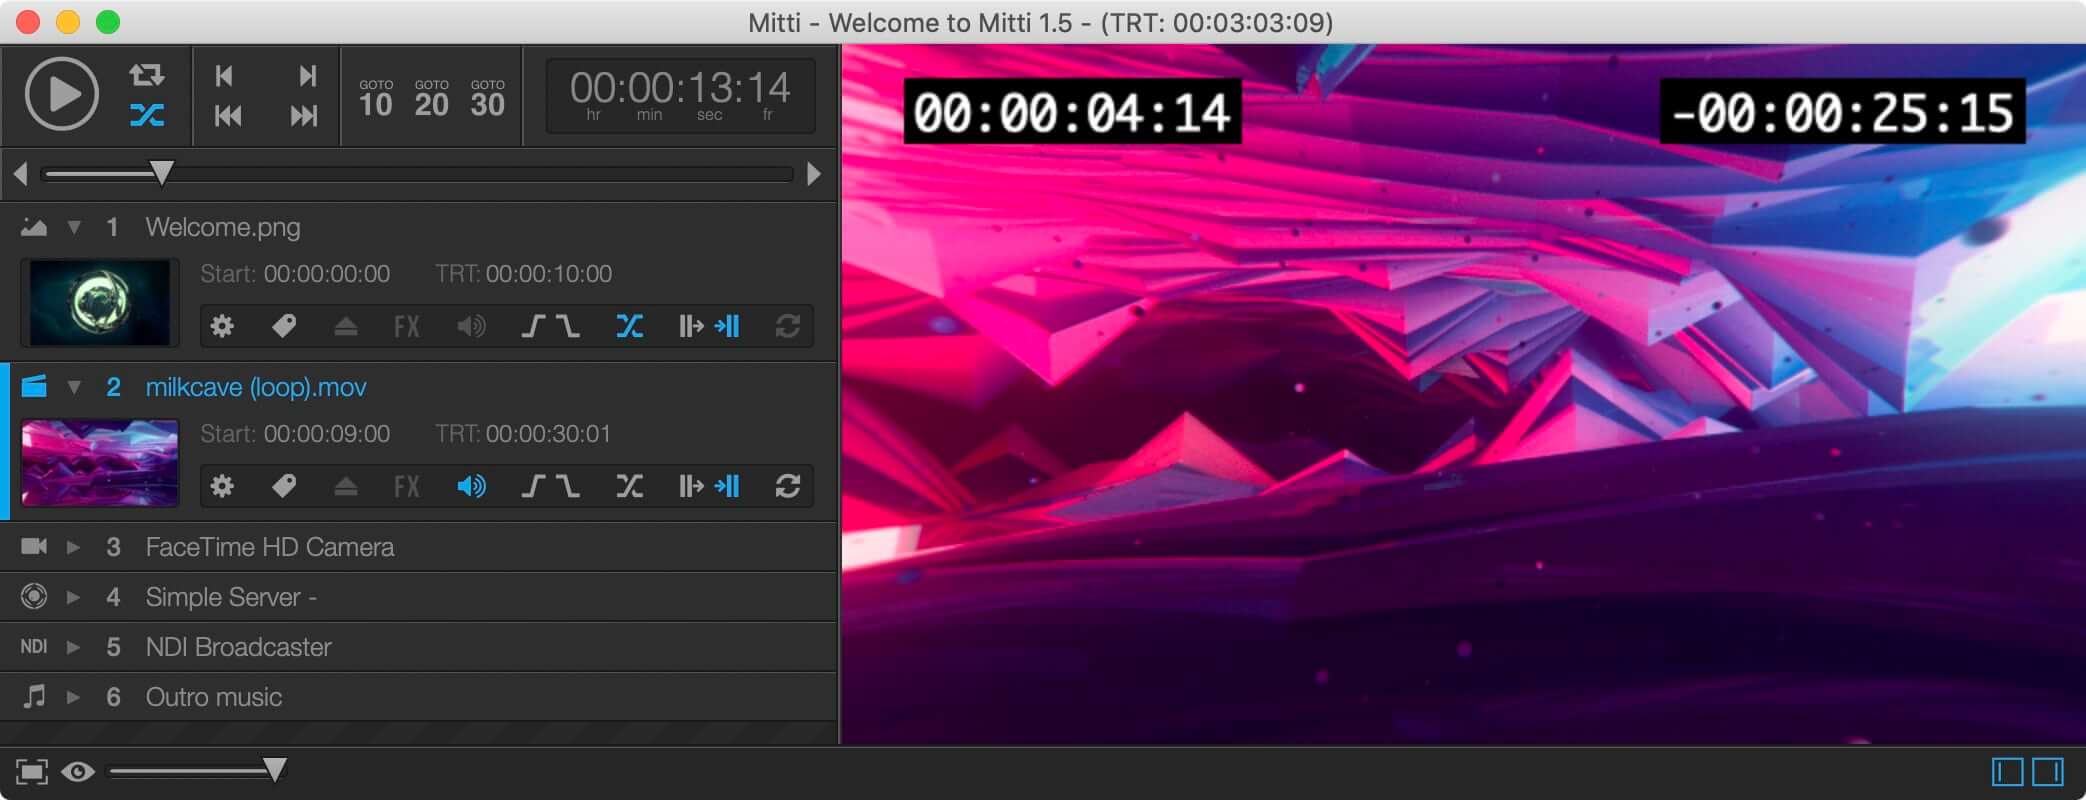 Mitti - Welcome to Mitti 1.5 - (TRT: 00:03:03:09)
GOTO 10 GOTO 20 GOTO 30
00:00:13:14
hr min sec fr
00:00:04:14 -00:00:25:15
1 Welcome.png
Start: 00:00:00:00 TRT: 00:00:10:00
FX
2 milkcave (loop).mov
Start: 00:00:09:00 TRT: 00:00:30:01
FX
3 FaceTime HD Camera
4 Simple Server -
NDI 5 NDI Broadcaster
6 Outro music